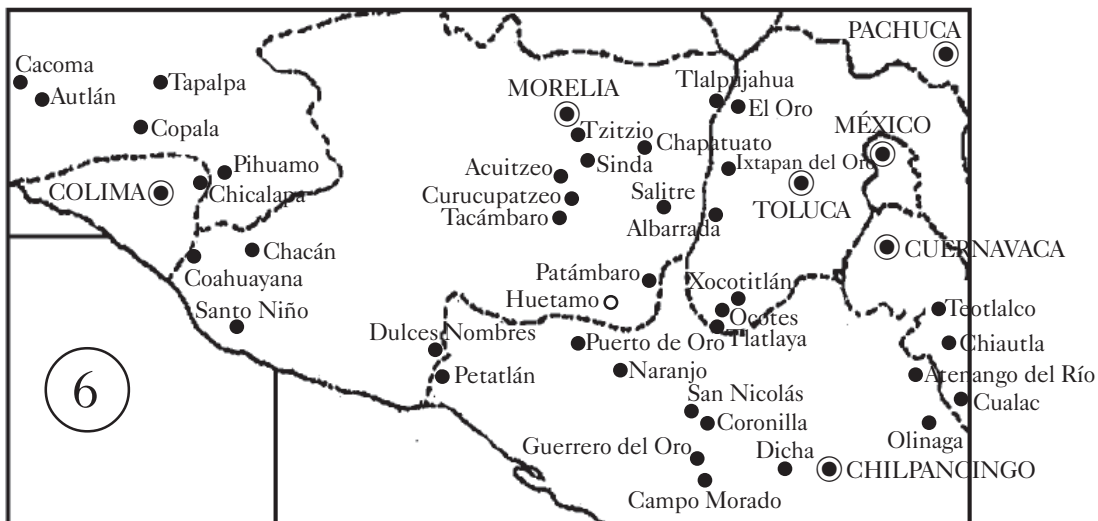 PACHUCA
Cacoma
Tapalpa
Autlán
Tlalpujahua
MORELIA
El Oro
Copala
Tzitzio
MÉXICO
Chapatuato
Pihuamo
Acuitzeo
Sinda
Ixtapan del Oro
COLIMA
Chicalapa
Curucupatzeo
Salitre
TOLUCA
Tacámbaro
Albarrada
Chacán
CUERNAVACA
Coahuayana
Patámbaro
Xocotitlán
Huetamo
Santo Niño
Ocotes
Teotlalco
Dulces Nombres
Puerto de Oro
Tlatlaya
Chiautla
6
Petatlán
Naranjo
Atenango del Río
San Nicolás
Cualac
Coronilla
Olinaga
Guerrero del Oro
Dicha
CHILPANCINGO
Campo Morado